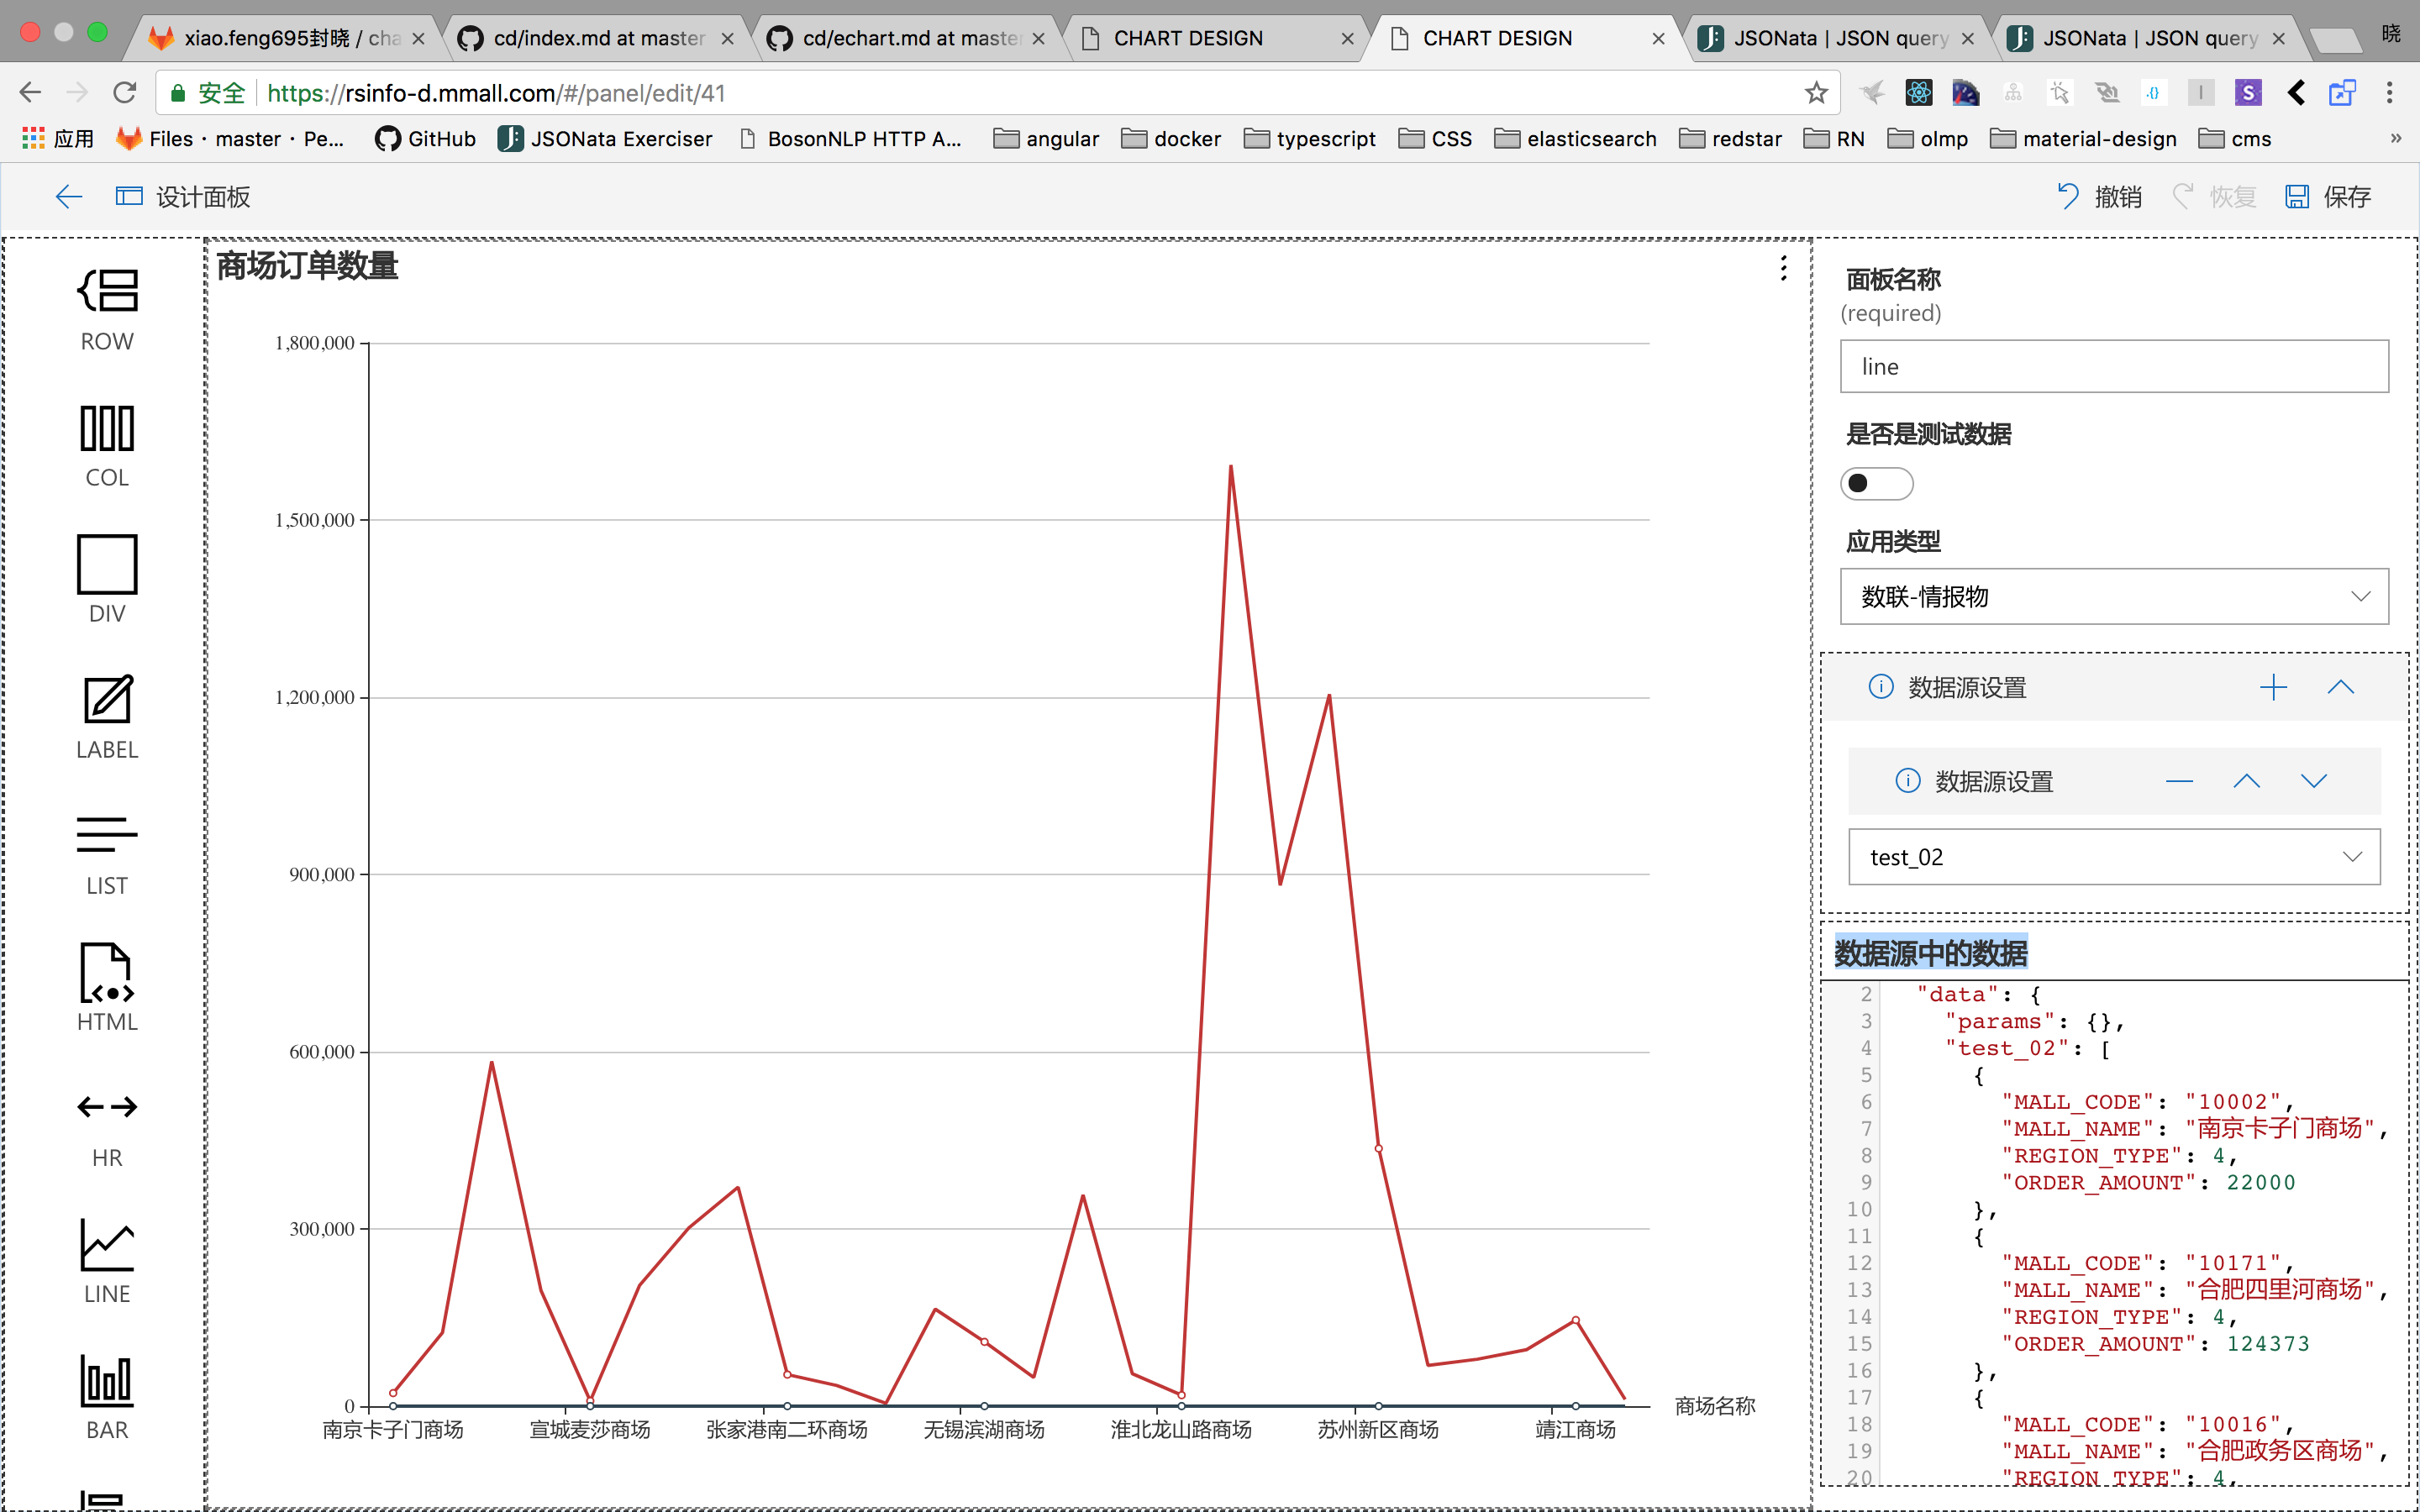 xiao.feng695封晓 / cha
cd/index.md at master
cd/echart.md at master
CHART DESIGN
CHART DESIGN
JSONata | JSON query
JSONata | JSON query
晓
安全
https://rsinfo-d.mmall.com/#/panel/edit/41
应用
Files · master · Pe...
GitHub
JSONata Exerciser
BosonNLP HTTP A...
angular
docker
typescript
CSS
elasticsearch
redstar
RN
olmp
material-design
cms
»
设计面板
撤销
恢复
保存
ROW
COL
DIV
LABEL
LIST
HTML
HR
LINE
BAR
商场订单数量
1,800,000
1,500,000
1,200,000
900,000
600,000
300,000
0
南京卡子门商场
宣城麦莎商场
张家港南二环商场
无锡滨湖商场
淮北龙山路商场
苏州新区商场
靖江商场
商场名称
面板名称
(required)
line
是否是测试数据
应用类型
数联-情报物
数据源设置
数据源设置
test_02
数据源中的数据
2 "data": {
3 "params": {},
4 "test_02": [
5 {
6 "MALL_CODE": "10002",
7 "MALL_NAME": "南京卡子门商场",
8 "REGION_TYPE": 4,
9 "ORDER_AMOUNT": 22000
10 },
11 {
12 "MALL_CODE": "10171",
13 "MALL_NAME": "合肥四里河商场",
14 "REGION_TYPE": 4,
15 "ORDER_AMOUNT": 124373
16 },
17 {
18 "MALL_CODE": "10016",
19 "MALL_NAME": "合肥政务区商场",
20 "REGION_TYPE": 4,